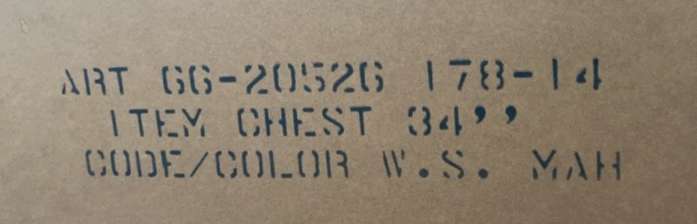 ART 66-20526 178-14
ITEM CHEST 34’’
CODE/COLOR W.S. MAH